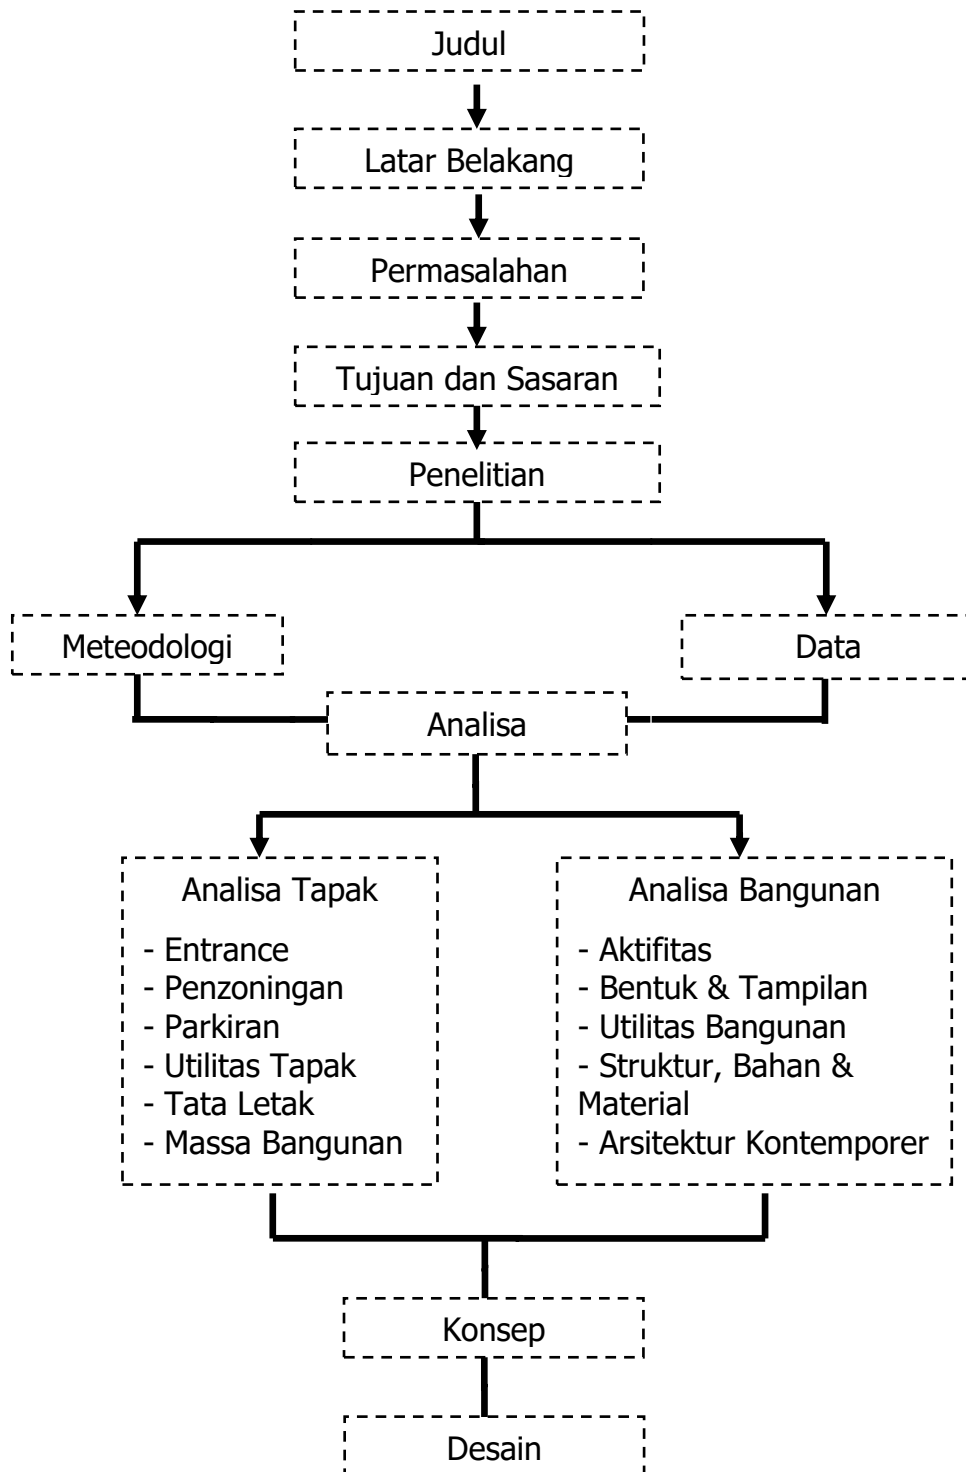 Judul
Latar Belakang
Permasalahan
Tujuan dan Sasaran
Penelitian
Meteodologi
Data
Analisa
Analisa Tapak
- Entrance
- Penzoningan
- Parkiran
- Utilitas Tapak
- Tata Letak
- Massa Bangunan
Analisa Bangunan
- Aktifitas
- Bentuk & Tampilan
- Utilitas Bangunan
- Struktur, Bahan &
Material
- Arsitektur Kontemporer
Konsep
Desain